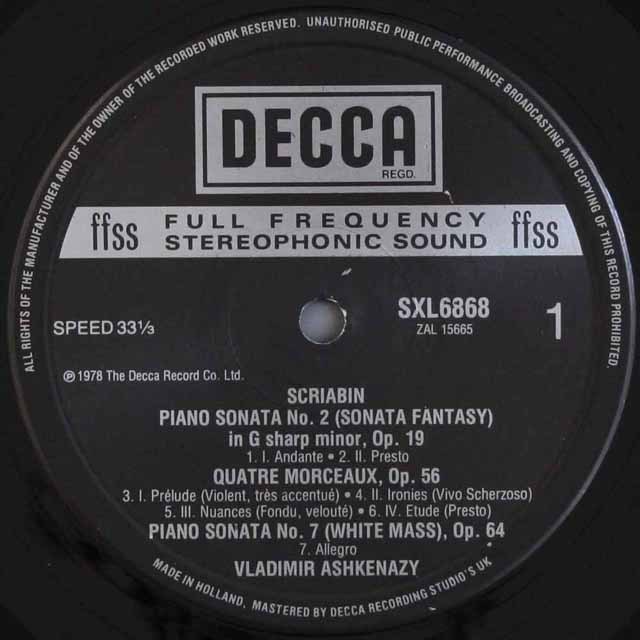 ALL RIGHTS OF THE MANUFACTURER AND OF THE OWNER OF THE RECORDED WORK RESERVED. UNAUTHORISED PUBLIC PERFORMANCE BROADCASTING AND COPYING OF THIS RECORD PROHIBITED.
DECCA
REGD.
ffss FULL FREQUENCY STEREOPHONIC SOUND ffss
SPEED 33⅓
SXL6868
ZAL 15665
1
℗ 1978 The Decca Record Co. Ltd.
SCRIABIN
PIANO SONATA No. 2 (SONATA FANTASY)
in G sharp minor, Op. 19
1. I. Andante • 2. II. Presto
QUATRE MORCEAUX, Op. 56
3. I. Prélude (Violent, très accentué) • 4. II. Ironies (Vivo Scherzoso)
5. III. Nuances (Fondu, velouté) • 6. IV. Etude (Presto)
PIANO SONATA No. 7 (WHITE MASS), Op. 64
7. Allegro
VLADIMIR ASHKENAZY
MADE IN HOLLAND, MASTERED BY DECCA RECORDING STUDIO'S UK